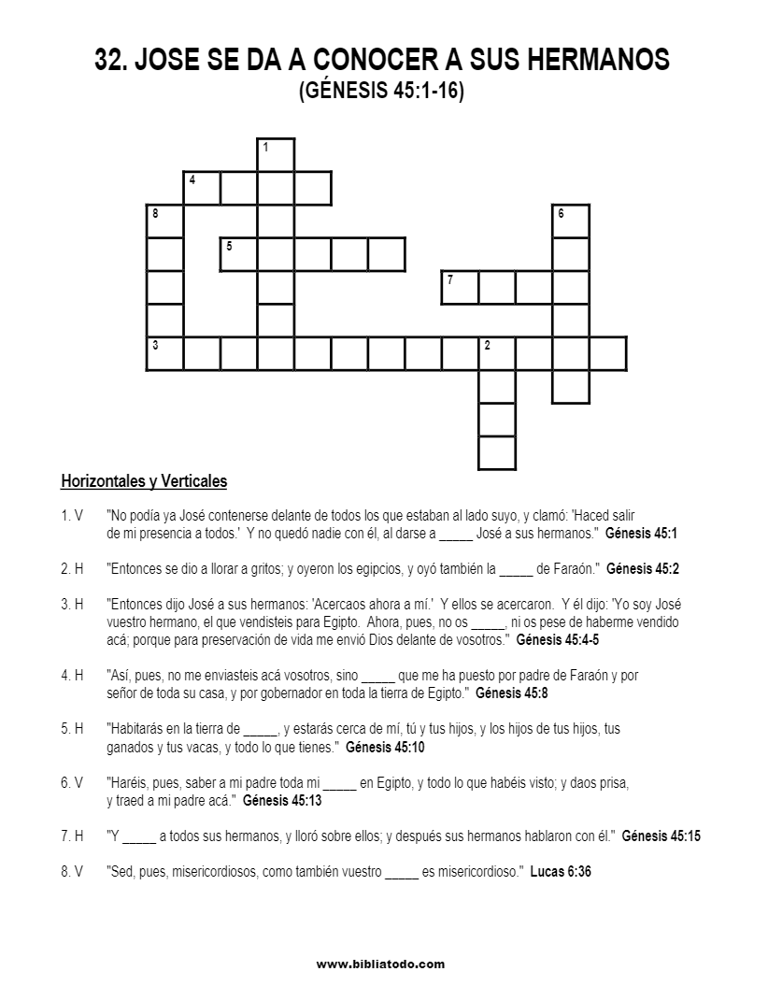 32. JOSE SE DA A CONOCER A SUS HERMANOS
(GÉNESIS 45:1-16)
1
4
8
6
5
7
3
2
Horizontales y Verticales
1. V "No podía ya José contenerse delante de todos los que estaban al lado suyo, y clamó: 'Haced salir
de mi presencia a todos.' Y no quedó nadie con él, al darse a _____ José a sus hermanos." Génesis 45:1
2. H "Entonces se dio a llorar a gritos; y oyeron los egipcios, y oyó también la _____ de Faraón." Génesis 45:2
3. H "Entonces dijo José a sus hermanos: 'Acercaos ahora a mí.' Y ellos se acercaron. Y él dijo: 'Yo soy José
vuestro hermano, el que vendisteis para Egipto. Ahora, pues, no os _____, ni os pese de haberme vendido
acá; porque para preservación de vida me envió Dios delante de vosotros." Génesis 45:4-5
4. H "Así, pues, no me enviasteis acá vosotros, sino _____ que me ha puesto por padre de Faraón y por
señor de toda su casa, y por gobernador en toda la tierra de Egipto." Génesis 45:8
5. H "Habitarás en la tierra de _____, y estarás cerca de mí, tú y tus hijos, y los hijos de tus hijos, tus
ganados y tus vacas, y todo lo que tienes." Génesis 45:10
6. V "Haréis, pues, saber a mi padre toda mi _____ en Egipto, y todo lo que habéis visto; y daos prisa,
y traed a mi padre acá." Génesis 45:13
7. H "Y _____ a todos sus hermanos, y lloró sobre ellos; y después sus hermanos hablaron con él." Génesis 45:15
8. V "Sed, pues, misericordiosos, como también vuestro _____ es misericordioso." Lucas 6:36
www.bibliatodo.com